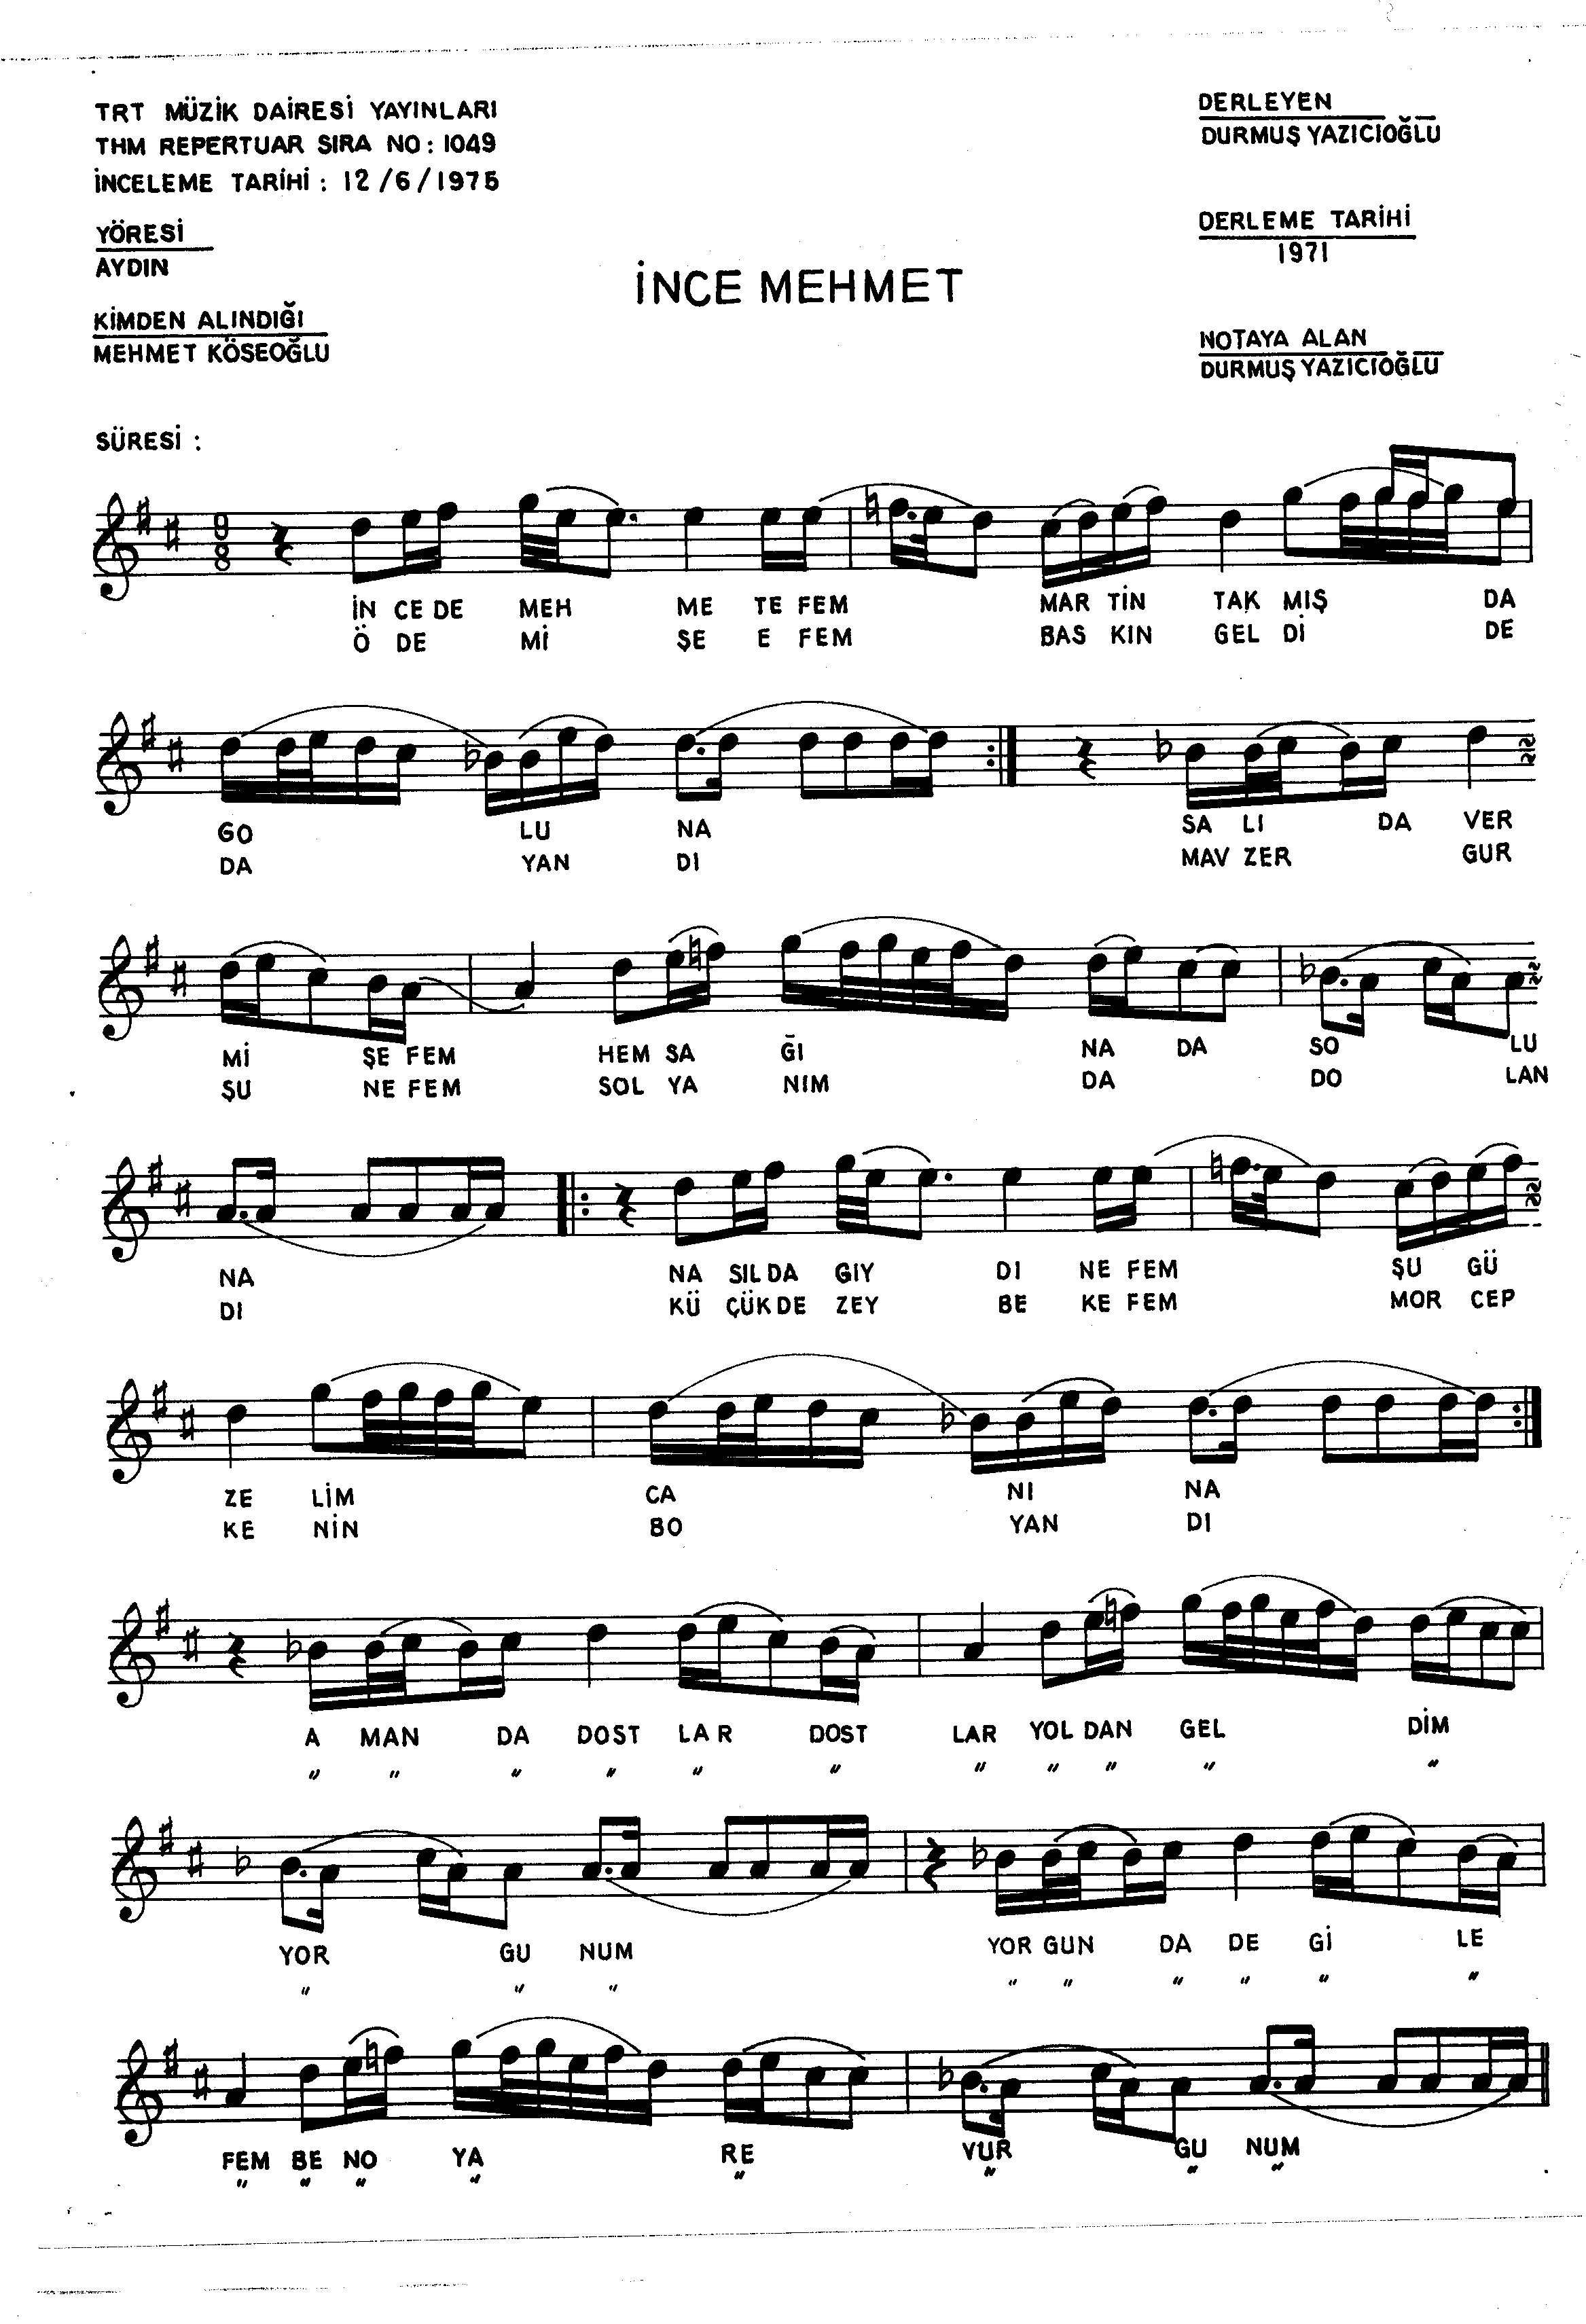 TRT MÜZİK DAİRESİ YAYINLARI
THM REPERTUAR SIRA NO : 1049
İNCELEME TARİHİ : 12/6/1975
YÖRESİ
AYDIN
KİMDEN ALINDIĞI
MEHMET KÖSEOĞLU
SÜRESİ :
İNCE MEHMET
DERLEYEN
DURMUŞ YAZICIOĞLU
DERLEME TARİHİ
1971
NOTAYA ALAN
DURMUŞ YAZICIOĞLU
9
8
İN CE DE MEH ME TE FEM MAR TİN TAK MIŞ DA
Ö DE Mİ ŞE E FEM BAS KIN GEL Dİ DE
GO LU NA SA LI DA VER
DA YAN DI MAV ZER GUR
Mİ ŞE FEM HEM SA ĞI NA DA SO LU
ŞU NE FEM SOL YA NIM DA DO LAN
NA NA SIL DA GIY DI NE FEM ŞU GÜ
DI KÜ ÇÜK DE ZEY BE KE FEM MOR CEP
ZE LİM CA NI NA
KE NİN BO YAN DI
A MAN DA DOST LA R DOST LAR YOL DAN GEL DİM
" " " " " " " " " " "
YOR GU NUM YOR GUN DA DE Gİ LE
" " " " " " " " "
FEM BE NO YA RE VUR GU NUM
" " " " " " " "